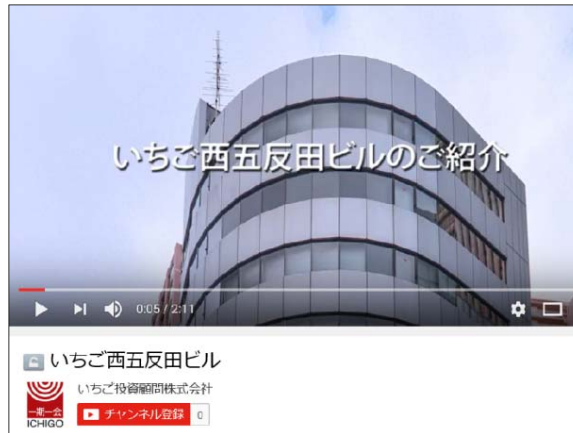 いちご西五反田ビルのご紹介
0:05 / 2:11
いちご西五反田ビル
いちご投資顧問株式会社
一期一会
ICHIGO
チャンネル登録 0